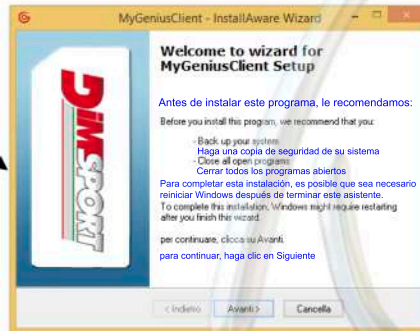 MyGeniusClient - InstallAware Wizard
Welcome to wizard for
MyGeniusClient Setup
Antes de instalar este programa, le recomendamos:
Before you install this program, we recommend that you:
- Back up your system
Haga una copia de seguridad de su sistema
- Close all open programs
Cerrar todos los programas abiertos
Para completar esta instalación, es posible que sea necesario
reiniciar Windows después de terminar este asistente.
To complete this installation, Windows might require restarting
after you finish this wizard.
per continuare, clicca su Avanti.
para continuar, haga clic en Siguiente
DIMSPORT
< Indietro
Avanti >
Cancella